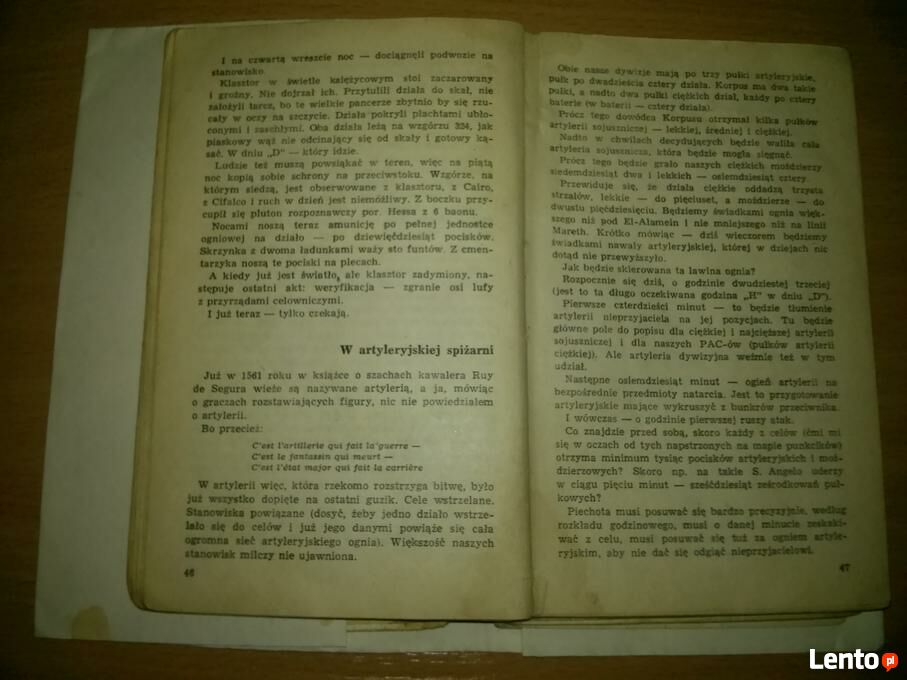 I na czwartą wreszcie noc — dociągnęli podwozie na
stanowisko.
Klasztor w świetle księżycowym stoi zaczarowany
i groźny. Nie dojrzał ich. Przytulili działa do skał, nie
założyli tarcz, bo te wielkie pancerze zbytnio by się rzu-
cały w oczy na szczycie. Działa pokryli płachtami ubło-
conymi i zaschłymi. Oba działa leżą na wzgórzu 324, jak
piaskowy wąż nie odcinający się od skały i gotowy ką-
sać. W dniu „D" — który idzie.
Ludzie też muszą powsiąkać w teren, więc na piątą
noc kopią sobie schrony na przeciwstoku. Wzgórze, na
którym siedzą, jest obserwowane z klasztoru, z Cairo,
z Cifalco i ruch w dzień jest niemożliwy. Z boczku przy-
cupił się pluton rozpoznawczy por. Hessa z 6 baonu.
Nocami noszą teraz amunicję po pełnej jednostce
ogniowej na działo — po dziewięćdziesiąt pocisków.
Skrzynka z dwoma ładunkami waży sto funtów. Z cmen-
tarzyka noszą te pociski na plecach.
A kiedy już jest światło, ale klasztor zadymiony, na-
stępuje ostatni akt: weryfikacja — zgranie osi lufy
z przyrządami celowniczymi.
I już teraz — tylko czekają.
W artyleryjskiej spiżarni
Już w 1561 roku w książce o szachach kawalera Ruy
de Segura wieże są nazywane artylerią, a ja, mówiąc
o graczach rozstawiających figury, nic nie powiedziałem
o artylerii.
Bo przecież:
C'est l'artillerie qui fait la guerre —
C'est le fantassin qui meurt —
C'est l'état major qui fait la carrière
W artylerii więc, która rzekomo rozstrzyga bitwę, było
już wszystko dopięte na ostatni guzik. Cele wstrzelane.
Stanowiska powiązane (dosyć, żeby jedno działo wstrze-
lało się do celów i już jego danymi powiąże się cała
ogromna sieć artyleryjskiego ognia). Większość naszych
stanowisk milczy nie ujawniona.
46
Obie nasze dywizje mają po trzy pułki artyleryjskie,
pułk po dwadzieścia cztery działa. Korpus ma dwa takie
pułki, a nadto dwa pułki ciężkich dział, każdy po cztery
baterie (w baterii — cztery działa).
Prócz tego dowódca Korpusu otrzymał kilka pułków
artylerii sojuszniczej — lekkiej, średniej i ciężkiej.
Nadto w chwilach decydujących będzie waliła cała
artyleria sojusznicza, która będzie mogła sięgnąć.
Prócz tego będzie grało naszych ciężkich moździerzy
siedemdziesiąt dwa i lekkich — osiemdziesiąt cztery.
Przewiduje się, że działa ciężkie oddadzą trzysta
strzałów, lekkie — do pięciuset, a moździerze — do
dwustu pięćdziesięciu. Będziemy świadkami ognia więk-
szego niż pod El-Alamein i nie mniejszego niż na linii
Mareth. Krótko mówiąc — dziś wieczorem będziemy
świadkami nawały artyleryjskiej, której w dziejach nic
dotąd nie przewyższyło.
Jak będzie skierowana ta lawina ognia?
Rozpocznie się dziś, o godzinie dwudziestej trzeciej
(jest to ta długo oczekiwana godzina „H" w dniu „D").
Pierwsze czterdzieści minut — to będzie tłumienie
artylerii nieprzyjaciela na jej pozycjach. Tu będzie
główne pole do popisu dla ciężkiej i najcięższej artylerii
sojuszniczej i dla naszych PAC-ów (pułków artylerii
ciężkiej). Ale artyleria dywizyjna weźmie też w tym
udział.
Następne osiemdziesiąt minut — ogień artylerii na
bezpośrednie przedmioty natarcia. Jest to przygotowanie
artyleryjskie mające wykruszyć z bunkrów przeciwnika.
I wówczas — o godzinie pierwszej ruszy atak.
Co znajdzie przed sobą, skoro każdy z celów (ćmi mi
się w oczach od tych napstrzonych na mapie punkcików)
otrzyma minimum tysiąc pocisków artyleryjskich i moź-
dzierzowych? Skoro np. na takie S. Angelo uderzy
w ciągu pięciu minut — sześćdziesiąt ześrodkowań puł-
kowych?
Piechota musi posuwać się bardzo precyzyjnie, według
rozkładu godzinowego, musi o danej minucie zeskaki-
wać z celu, musi posuwać się tuż za ogniem artyle-
ryjskim, aby nie dać się odgiąć nieprzyjacielowi.
47
Lento pl